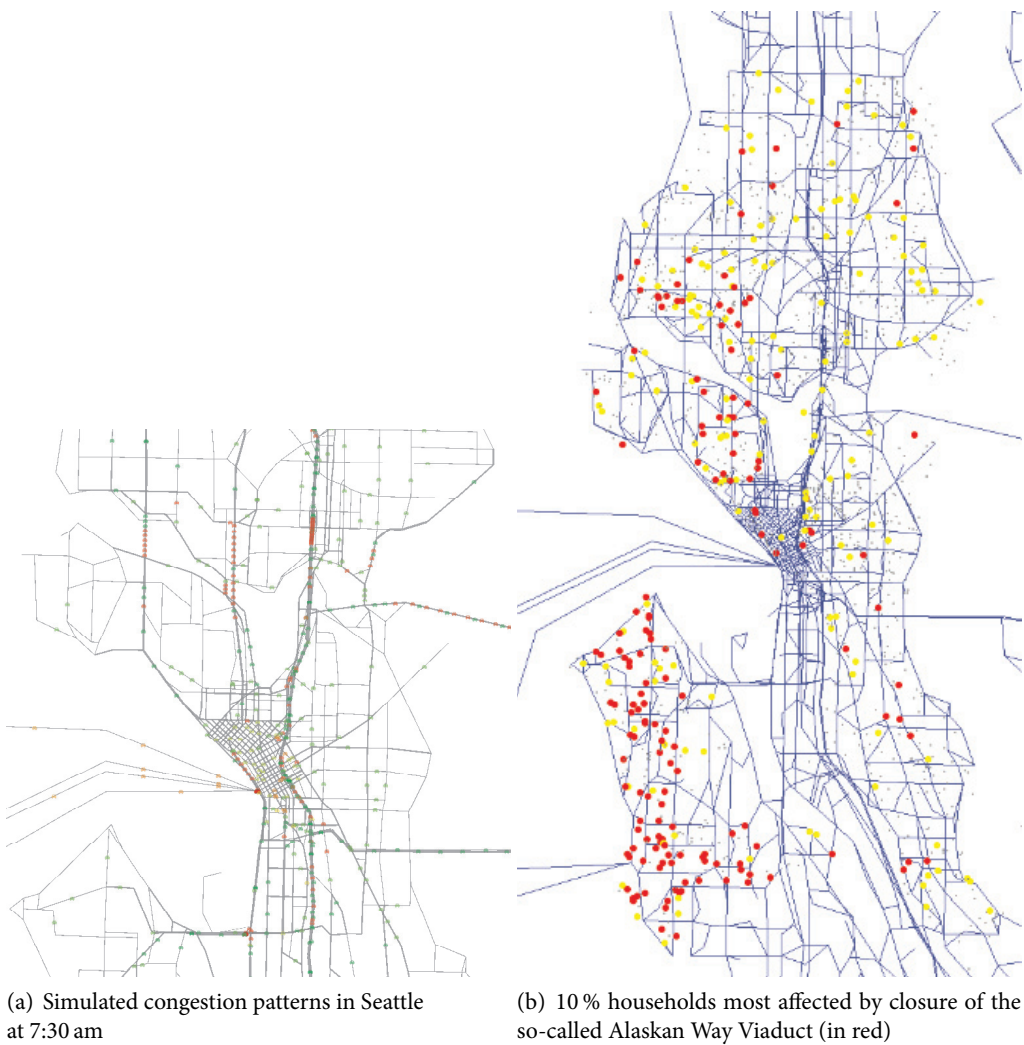 (a) Simulated congestion patterns in Seattle
at 7:30 am
(b) 10 % households most affected by closure of the
so-called Alaskan Way Viaduct (in red)